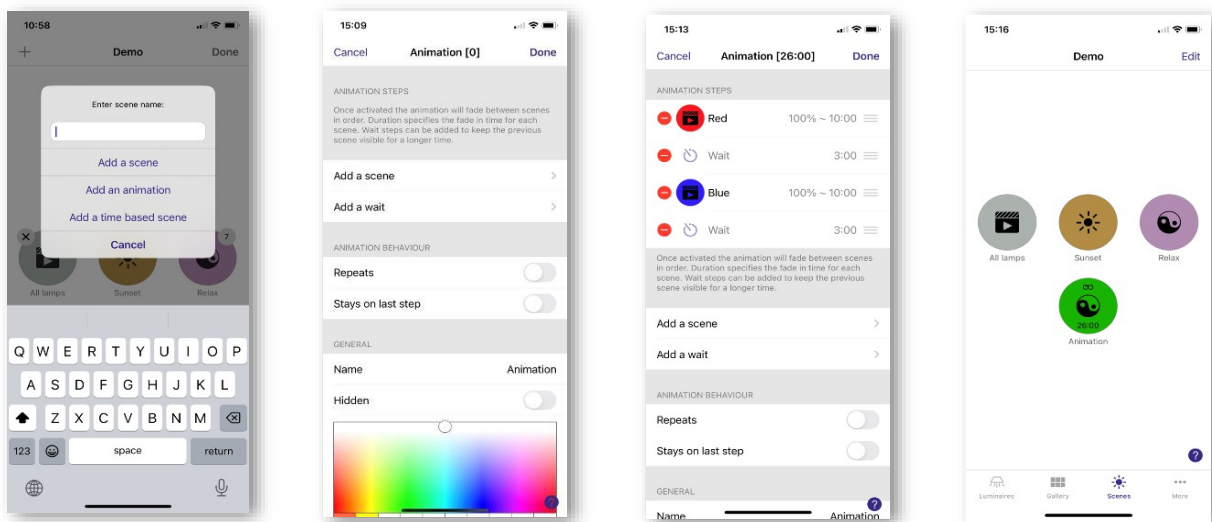 10:58
Demo
Done
Enter scene name:
Add a scene
Add an animation
Add a time based scene
Cancel
?
All lamps
Sunset
Relax
Q W E R T Y U I O P
A S D F G H J K L
Z X C V B N M
123
space
return
15:09
Cancel
Animation [0]
Done
ANIMATION STEPS
Once activated the animation will fade between scenes
in order. Duration specifies the fade in time for each
scene. Wait steps can be added to keep the previous
scene visible for a longer time.
Add a scene
Add a wait
ANIMATION BEHAVIOUR
Repeats
Stays on last step
GENERAL
Name
Animation
Hidden
?
15:13
Cancel
Animation [26:00]
Done
ANIMATION STEPS
Red
100% ~ 10:00
Wait
3:00
Blue
100% ~ 10:00
Wait
3:00
Once activated the animation will fade between scenes
in order. Duration specifies the fade in time for each
scene. Wait steps can be added to keep the previous
scene visible for a longer time.
Add a scene
Add a wait
ANIMATION BEHAVIOUR
Repeats
Stays on last step
GENERAL
Name
Animation
?
15:16
Demo
Edit
All lamps
Sunset
Relax
∞
26:00
Animation
?
Luminaires
Gallery
Scenes
More